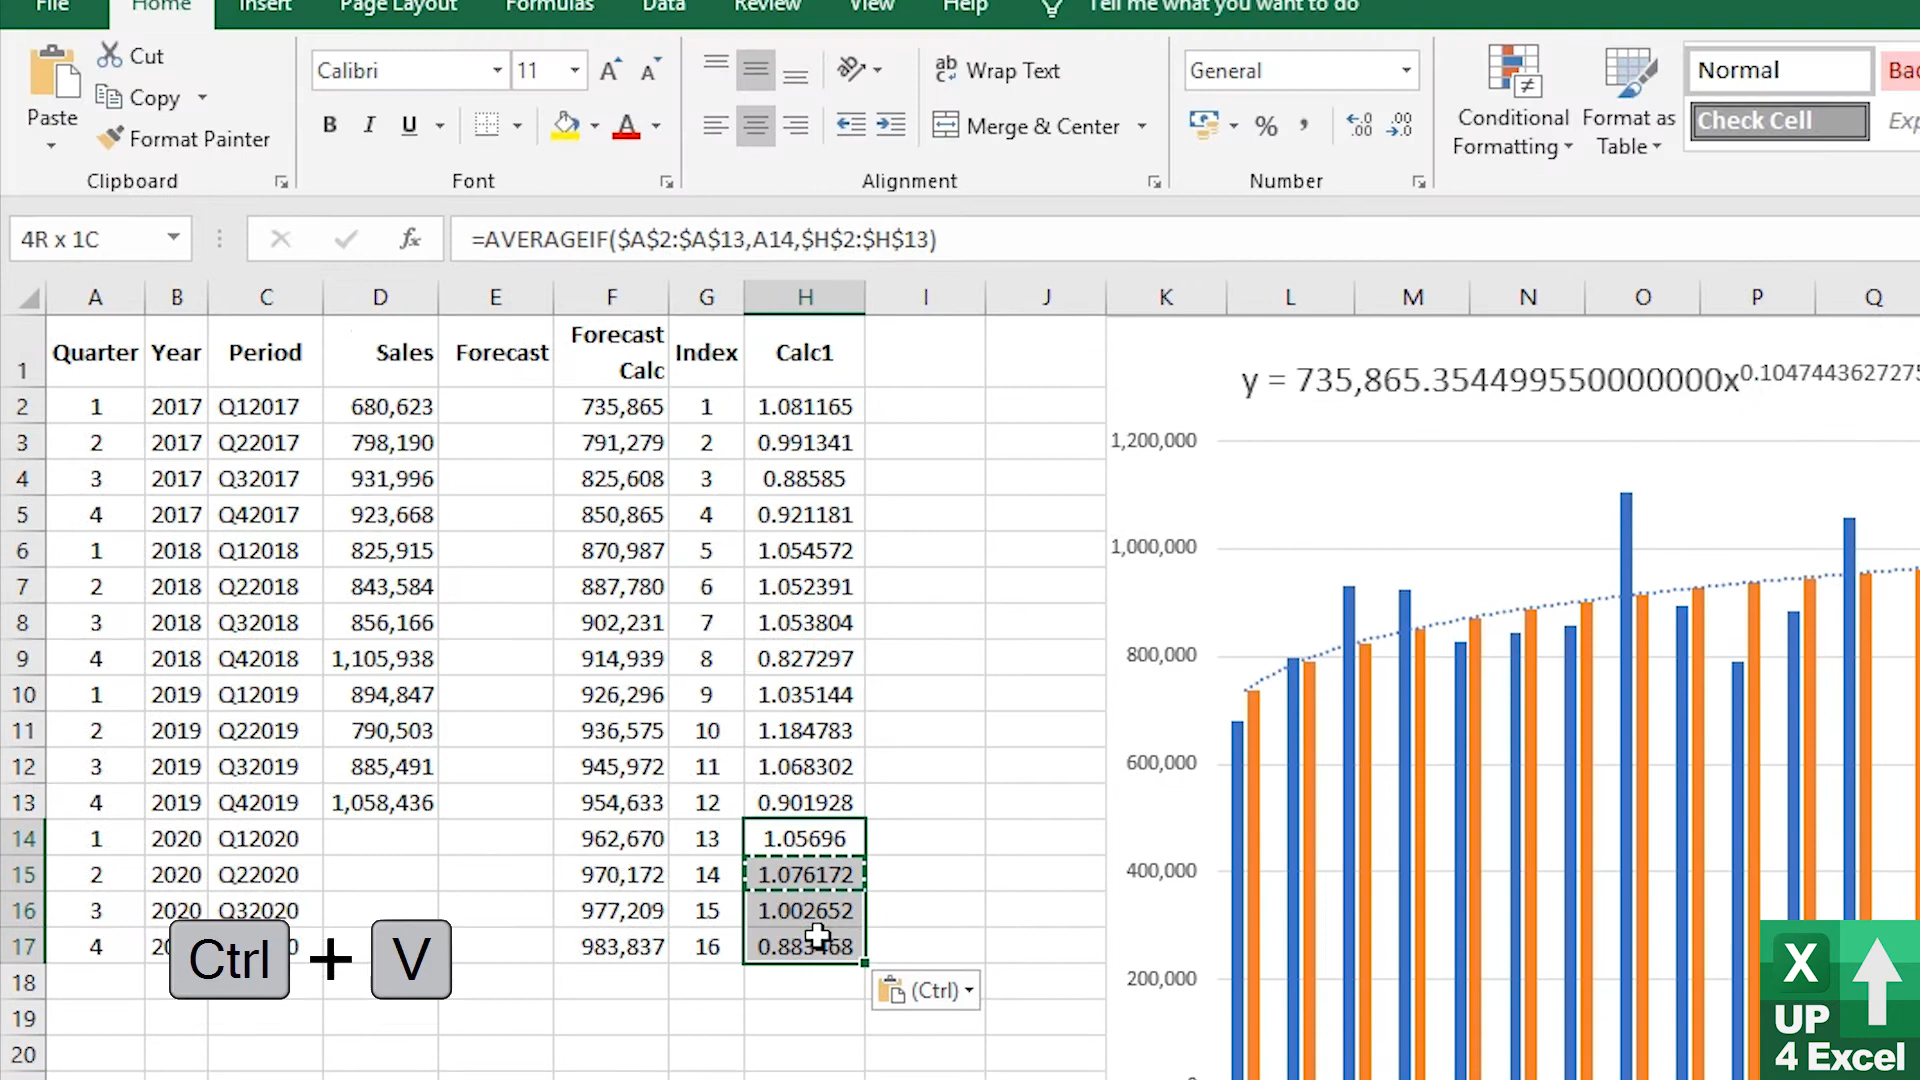 File Home Insert Page Layout Formulas Data Review View Help Tell me what you want to do
Cut
Copy
Format Painter
Paste
Clipboard
Calibri 11
B I U
Font
Wrap Text
Merge & Center
Alignment
General
Number
Conditional Formatting
Format as Table
Normal
Check Cell
4R x 1C fx =AVERAGEIF($A$2:$A$13,A14,$H$2:$H$13)
A B C D E F G H I J K L M N O P Q
1 Quarter Year Period Sales Forecast Forecast Calc Index Calc1
2 1 2017 Q12017 680,623 735,865 1 1.081165
3 2 2017 Q22017 798,190 791,279 2 0.991341
4 3 2017 Q32017 931,996 825,608 3 0.88585
5 4 2017 Q42017 923,668 850,865 4 0.921181
6 1 2018 Q12018 825,915 870,987 5 1.054572
7 2 2018 Q22018 843,584 887,780 6 1.052391
8 3 2018 Q32018 856,166 902,231 7 1.053804
9 4 2018 Q42018 1,105,938 914,939 8 0.827297
10 1 2019 Q12019 894,847 926,296 9 1.035144
11 2 2019 Q22019 790,503 936,575 10 1.184783
12 3 2019 Q32019 885,491 945,972 11 1.068302
13 4 2019 Q42019 1,058,436 954,633 12 0.901928
14 1 2020 Q12020 962,670 13 1.05696
15 2 2020 Q22020 970,172 14 1.076172
16 3 2020 Q32020 977,209 15 1.002652
17 4 983,837 16
18
19
20
Ctrl + V
(Ctrl)
y = 735,865.354499550000000x
1,200,000
1,000,000
800,000
600,000
400,000
200,000
X
UP
4 Excel